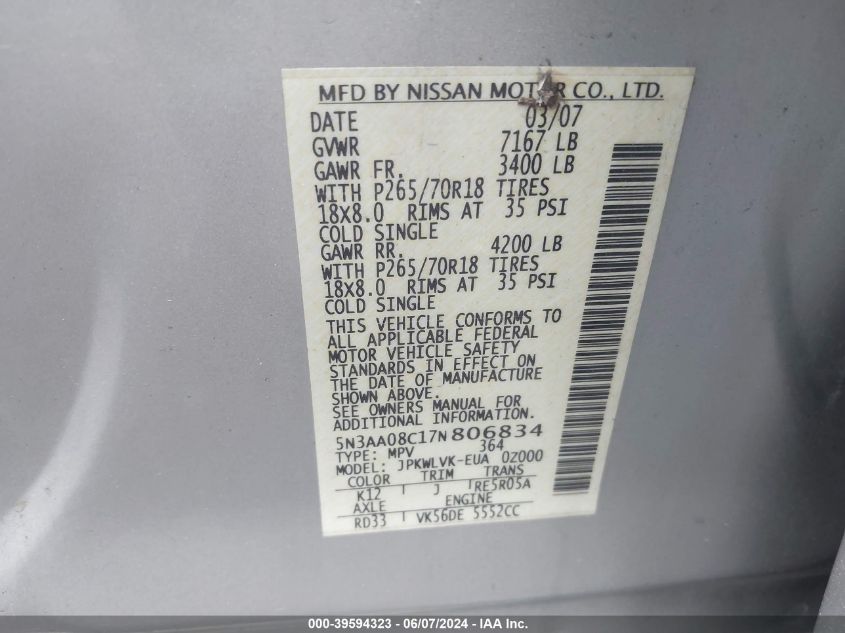 MFD BY NISSAN MOTOR CO., LTD.
DATE 03/07
GVWR 7167 LB
GAWR FR. 3400 LB
WITH P265/70R18 TIRES
18X8.0 RIMS AT 35 PSI
COLD SINGLE
GAWR RR. 4200 LB
WITH P265/70R18 TIRES
18X8.0 RIMS AT 35 PSI
COLD SINGLE
THIS VEHICLE CONFORMS TO
ALL APPLICABLE FEDERAL
MOTOR VEHICLE SAFETY
STANDARDS IN EFFECT ON
THE DATE OF MANUFACTURE
SHOWN ABOVE.
SEE OWNERS MANUAL FOR
ADDITIONAL INFORMATION.
5N3AA08C17N806834
TYPE: MPV 364
MODEL: JPKWLVK-EUA 0Z000
COLOR TRIM TRANS
K12 J RE5R05A
AXLE ENGINE
RD33 VK56DE 5552CC
000-39594323 - 06/07/2024 - IAA Inc.